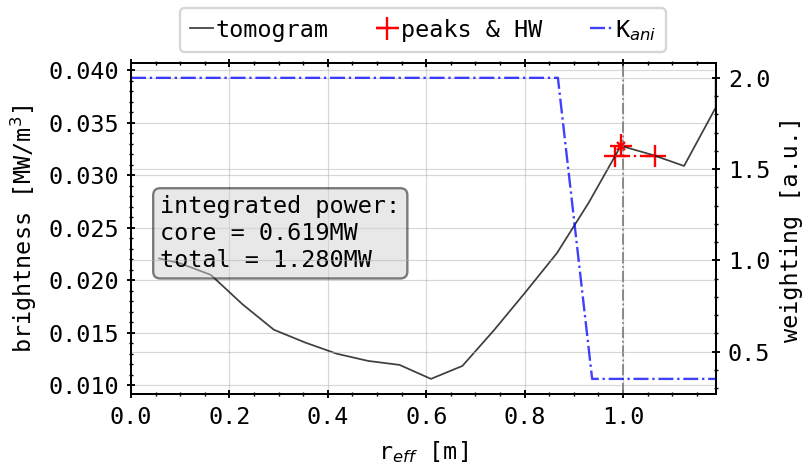 tomogram peaks & HW K_ani
0.040
0.035
0.030
0.025
0.020
0.015
0.010
brightness [MW/m³]
integrated power:
core = 0.619MW
total = 1.280MW
2.0
1.5
1.0
0.5
weighting [a.u.]
0.0 0.2 0.4 0.6 0.8 1.0
r_eff [m]